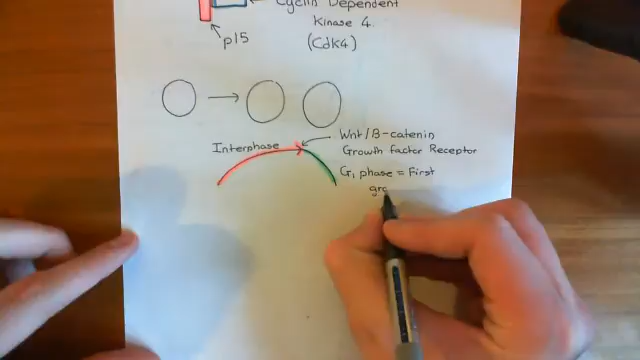 Cyclin Dependent
Kinase 4.
(Cdk4)
p15
Wnt/B-catenin
Interphase
Growth factor Receptor
G1 phase = First
gro